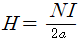 H = NI / 2a